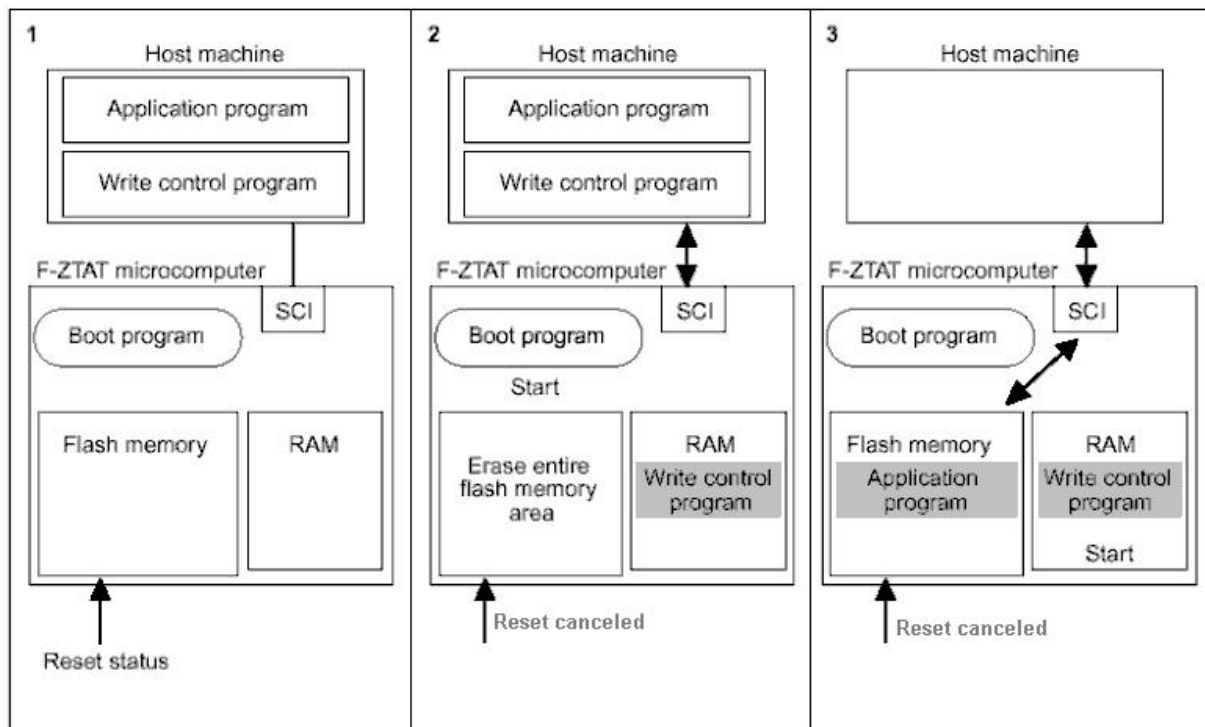 1
Host machine
Application program
Write control program
F-ZTAT microcomputer
SCI
Boot program
Flash memory
RAM
Reset status
2
Host machine
Application program
Write control program
F-ZTAT microcomputer
SCI
Boot program
Start
Erase entire
flash memory
area
RAM
Write control
program
Reset canceled
3
Host machine
F-ZTAT microcomputer
SCI
Boot program
Flash memory
Application
program
RAM
Write control
program
Start
Reset canceled